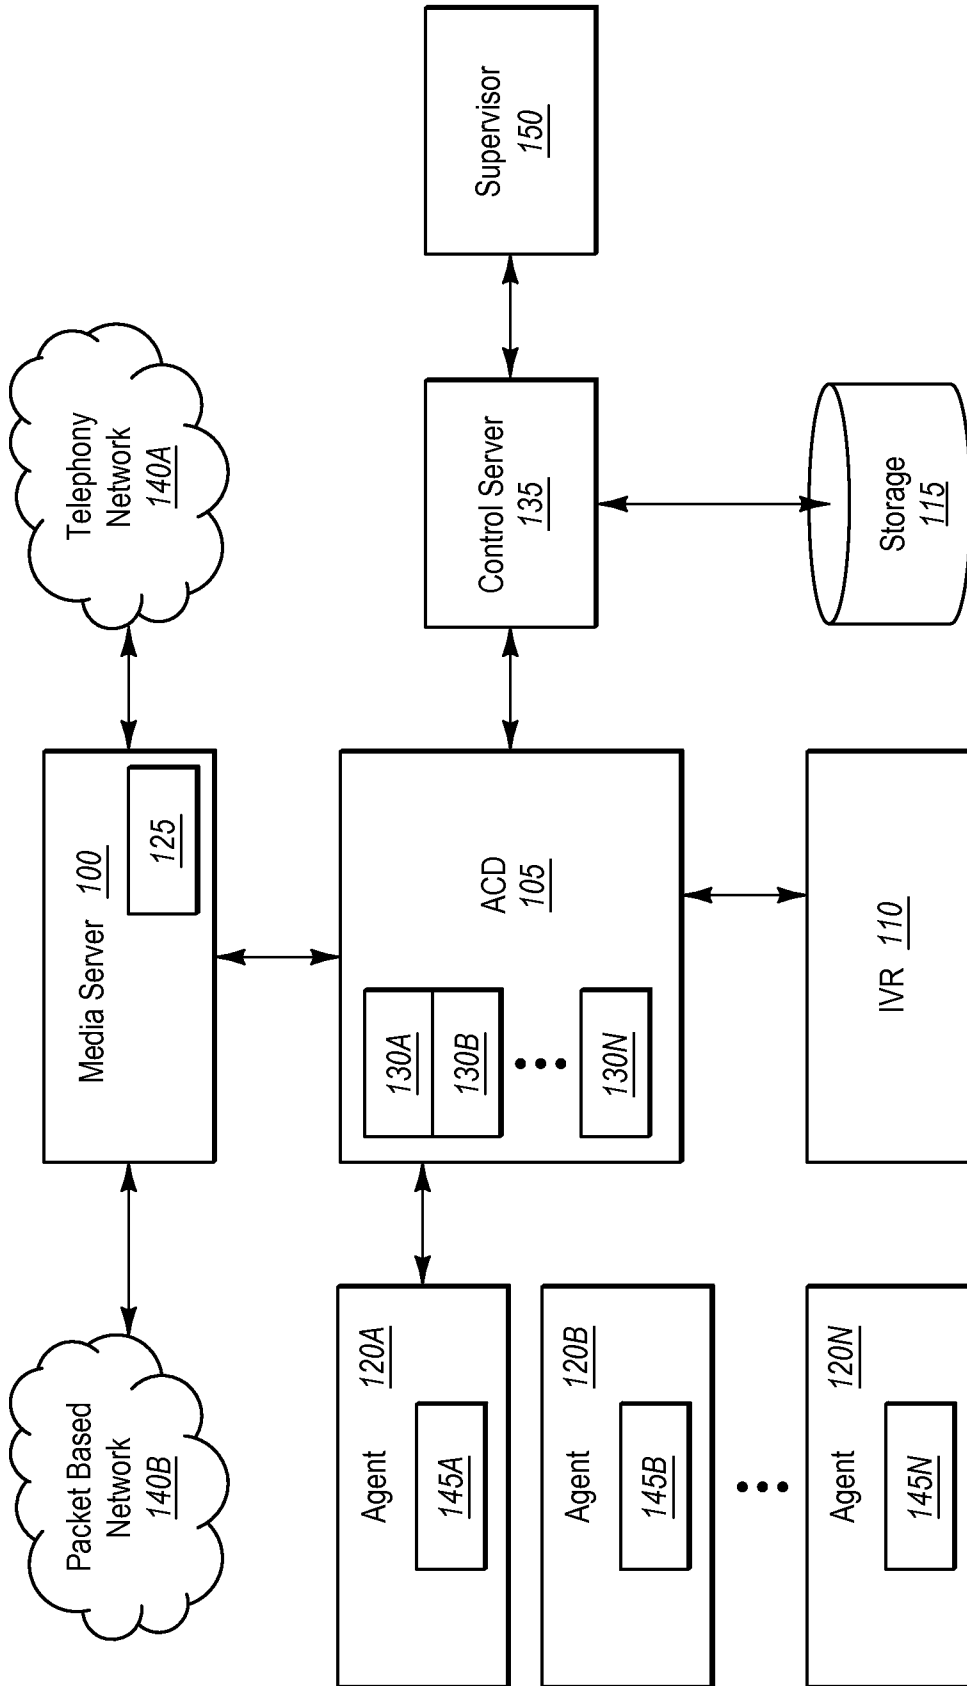 Packet Based
Network
140B
Media Server 100
125
Telephony
Network
140A
Agent 120A
145A
Agent 120B
145B
Agent 120N
145N
130A
130B
130N
ACD
105
Control Server
135
Supervisor
150
IVR 110
Storage
115